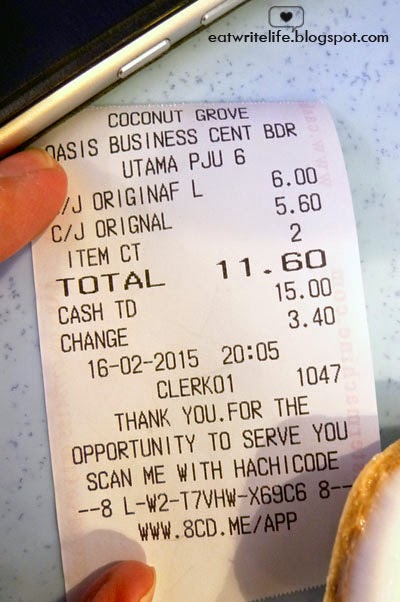 eatwritelife.blogspot.com
COCONUT GROVE
OASIS BUSINESS CENT BDR
UTAMA PJU 6
/J ORIGINAF L 6.00
C/J ORIGNAL 5.60
ITEM CT 2
TOTAL 11.60
CASH TD 15.00
CHANGE 3.40
16-02-2015 20:05
CLERK01 1047
THANK YOU.FOR THE
OPPORTUNITY TO SERVE YOU
SCAN ME WITH HACHICODE
--8 L-W2-T7VHW-X69C6 8--
WWW.8CD.ME/APP